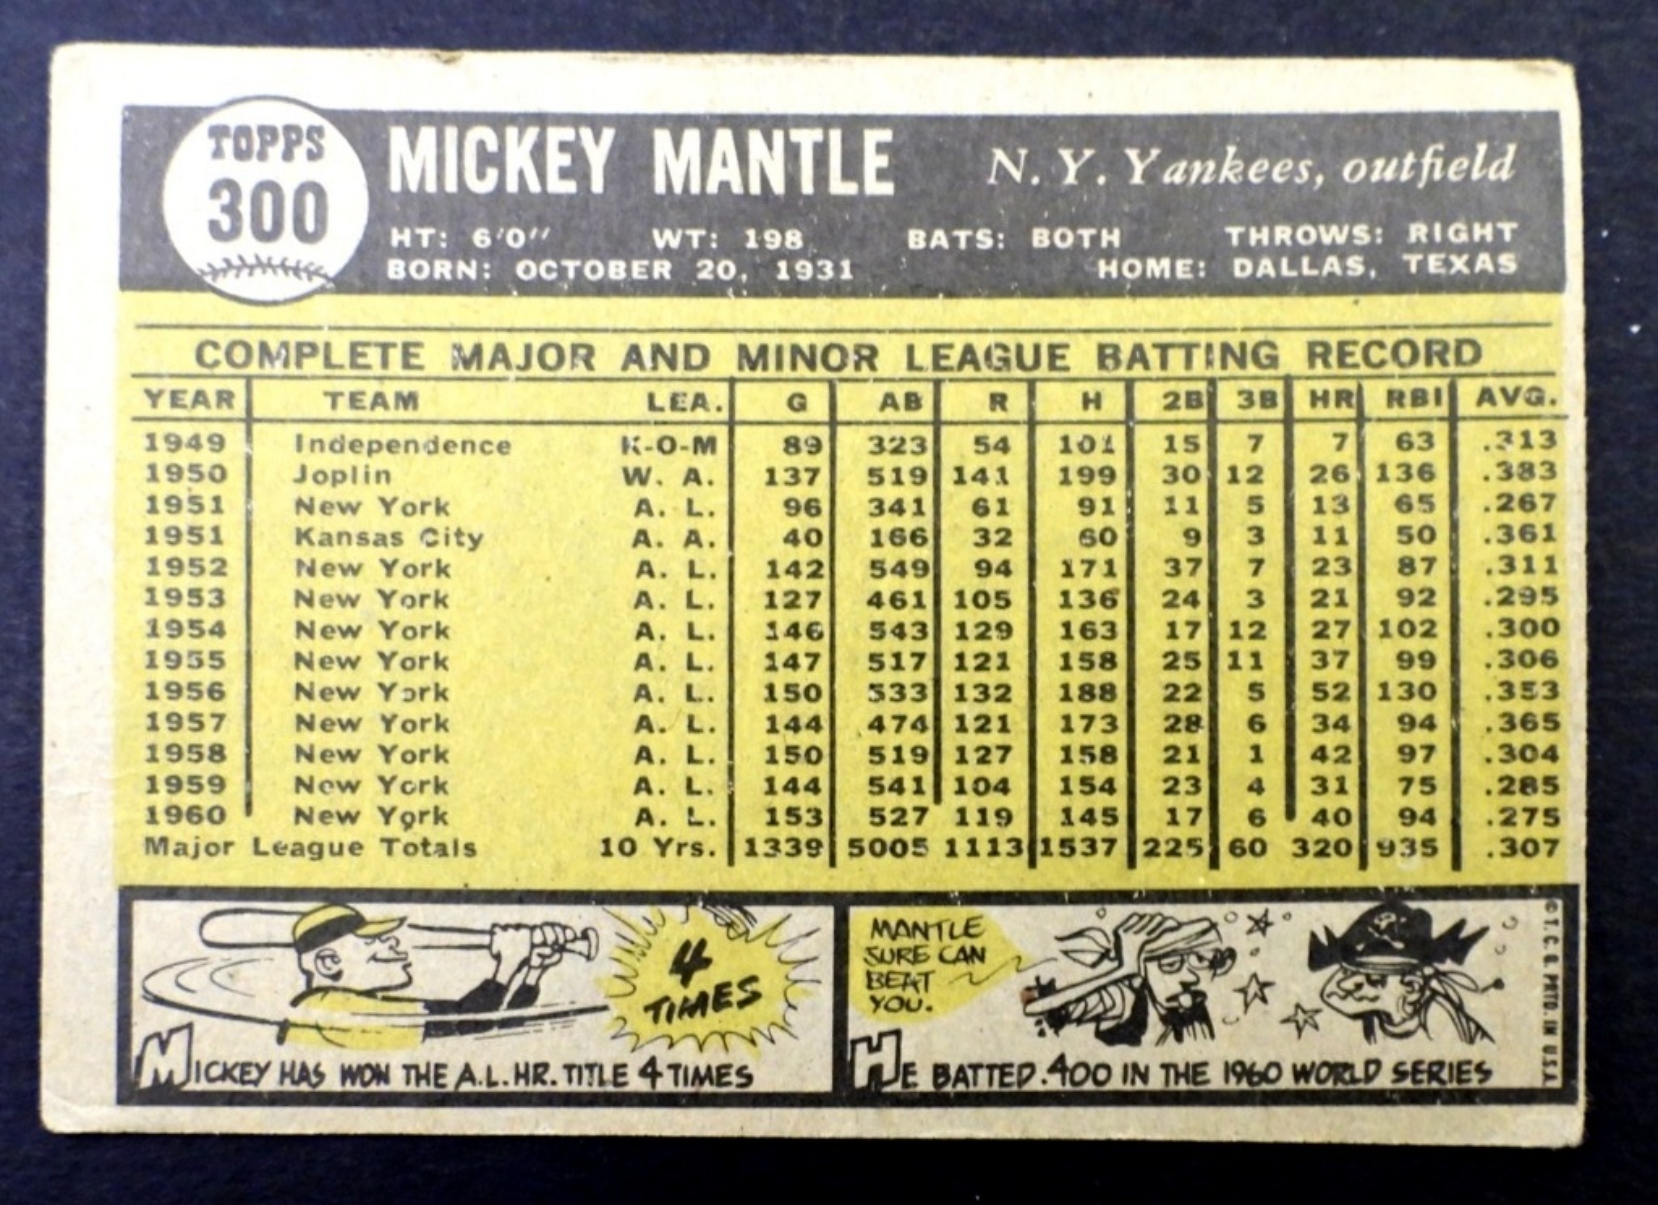 TOPPS
300
MICKEY MANTLE
N. Y. Yankees, outfield
HT: 6'0" WT: 198 BATS: BOTH THROWS: RIGHT
BORN: OCTOBER 20, 1931 HOME: DALLAS, TEXAS
COMPLETE MAJOR AND MINOR LEAGUE BATTING RECORD
YEAR TEAM LEA. G AB R H 2B 3B HR RBI AVG.
1949 Independence K-O-M 89 323 54 101 15 7 7 63 .313
1950 Joplin W. A. 137 519 141 199 30 12 26 136 .383
1951 New York A. L. 96 341 61 91 11 5 13 65 .267
1951 Kansas City A. A. 40 166 32 60 9 3 11 50 .361
1952 New York A. L. 142 549 94 171 37 7 23 87 .311
1953 New York A. L. 127 461 105 136 24 3 21 92 .295
1954 New York A. L. 146 543 129 163 17 12 27 102 .300
1955 New York A. L. 147 517 121 158 25 11 37 99 .306
1956 New York A. L. 150 533 132 188 22 5 52 130 .353
1957 New York A. L. 144 474 121 173 28 6 34 94 .365
1958 New York A. L. 150 519 127 158 21 1 42 97 .304
1959 New York A. L. 144 541 104 154 23 4 31 75 .285
1960 New York A. L. 153 527 119 145 17 6 40 94 .275
Major League Totals 10 Yrs. 1339 5005 1113 1537 225 60 320 935 .307
4
TIMES
MICKEY HAS WON THE A.L. HR. TITLE 4 TIMES
MANTLE
SURE CAN
BEAT
YOU.
HE BATTED .400 IN THE 1960 WORLD SERIES
© T. C. G. PRTD. IN U.S.A.